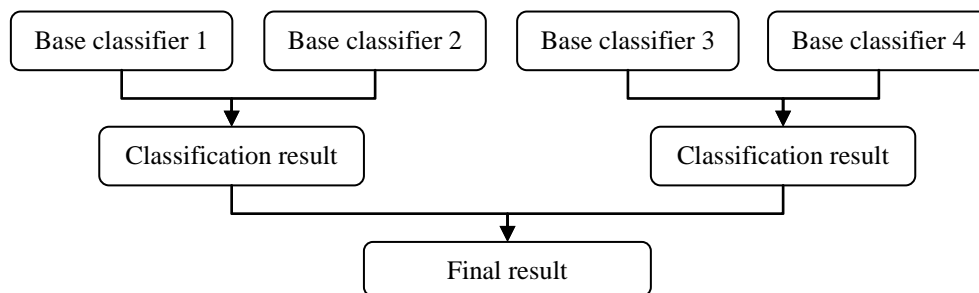 Base classifier 1
Base classifier 2
Base classifier 3
Base classifier 4
Classification result
Classification result
Final result